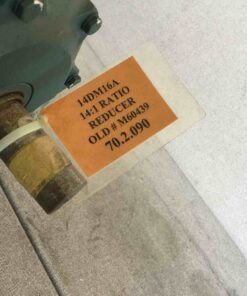 14DM16A
14:1 RATIO
REDUCER
OLD # M60439
70.2.090